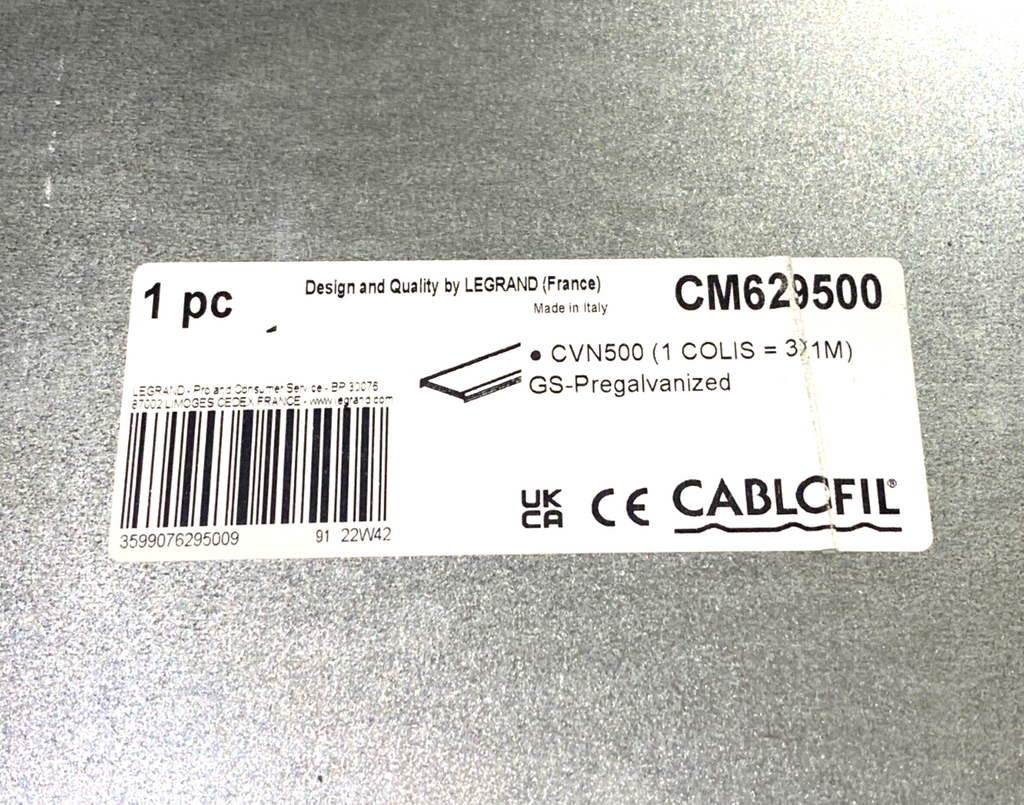 1 pc
Design and Quality by LEGRAND (France)
Made in Italy
CM629500
• CVN500 (1 COLIS = 3X1M)
GS-Pregalvanized
LEGRAND - Pro and Consumer Service - BP 30076
87002 LIMOGES CEDEX FRANCE - www.legrand.com
3599076295009 91 22W42
UK
CA
CE
CABLOFIL®